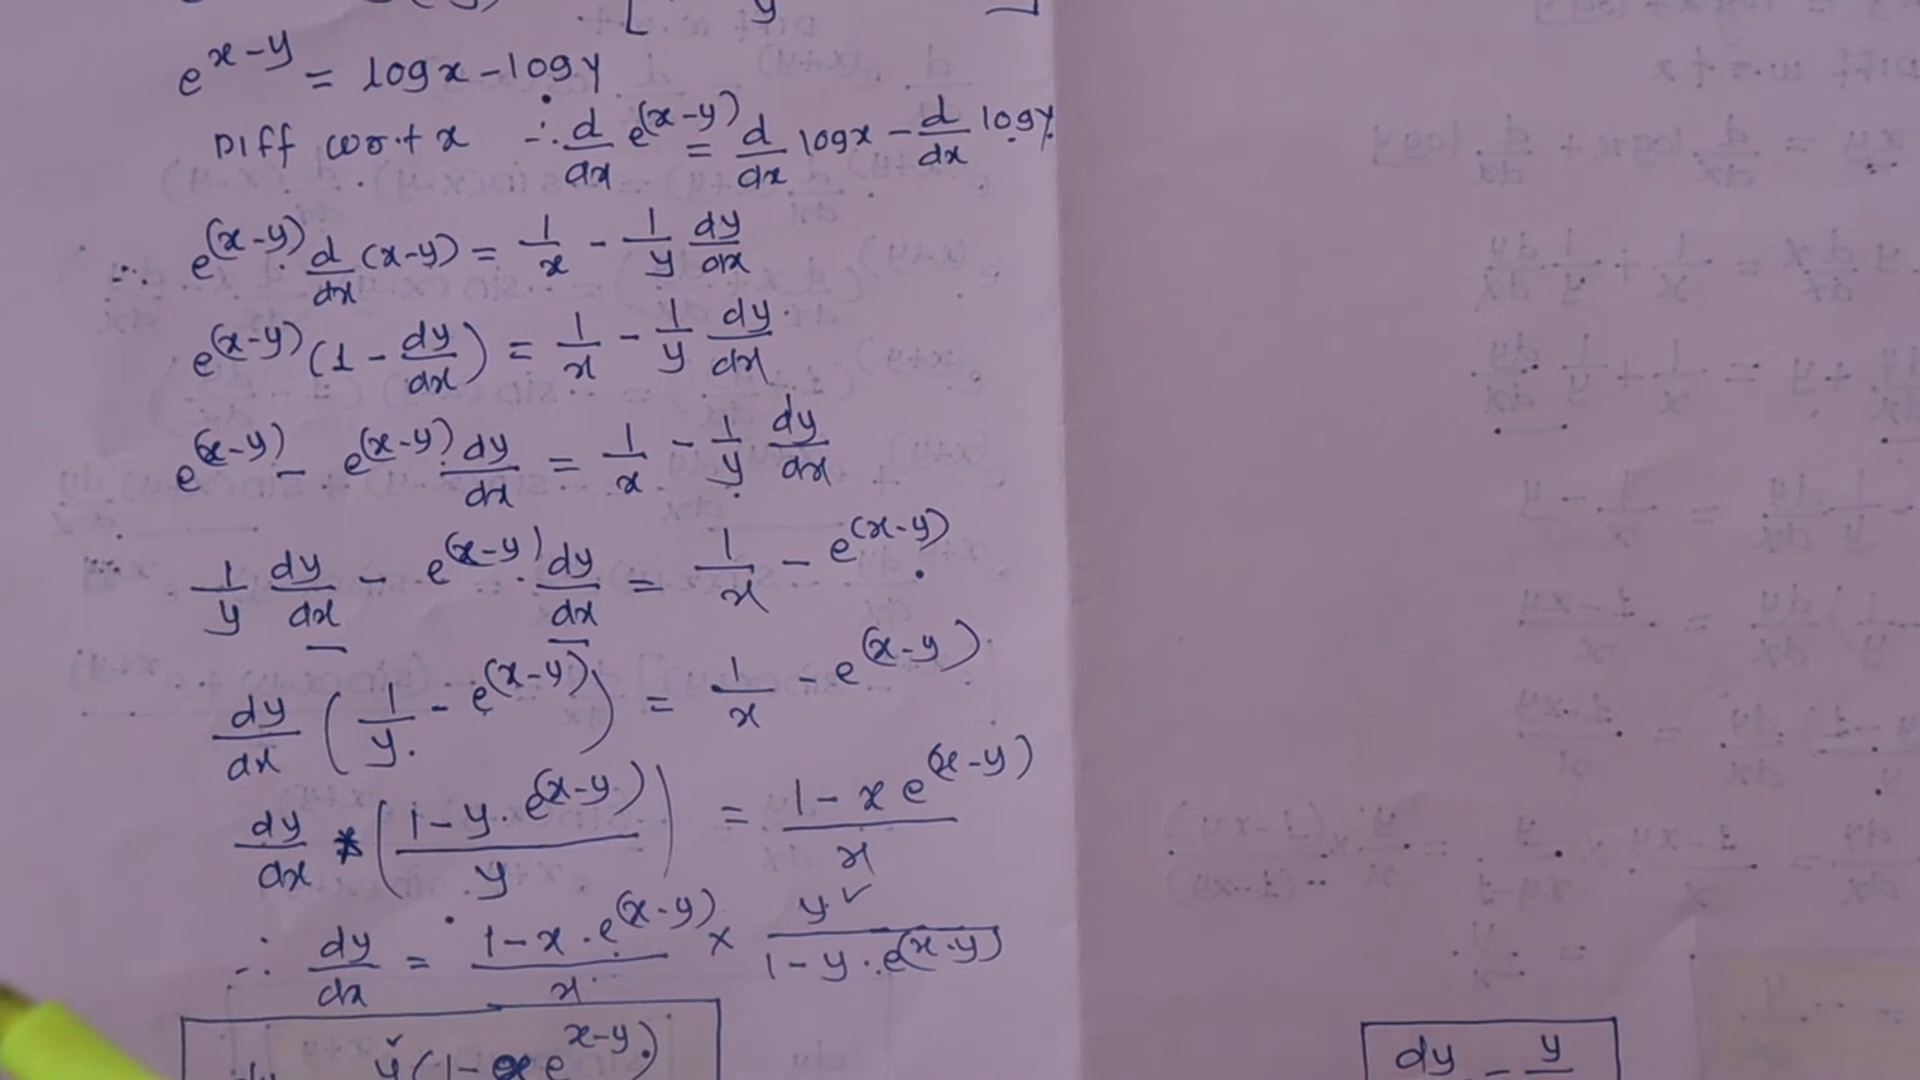 y
e^{x-y} = log x - log y
Diff w.r.t x ∴ d/dx e^{(x-y)} = d/dx log x - d/dx log y
∴ e^{(x-y)} d/dx (x-y) = 1/x - 1/y dy/dx
e^{(x-y)} (1 - dy/dx) = 1/x - 1/y dy/dx
e^{(x-y)} - e^{(x-y)} dy/dx = 1/x - 1/y dy/dx
1/y dy/dx - e^{(x-y)} · dy/dx = 1/x - e^{(x-y)}
dy/dx (1/y - e^{(x-y)}) = 1/x - e^{(x-y)}
dy/dx * ((1-y·e^{(x-y)})/y) = (1-x e^{(x-y)})/x
∴ dy/dx = (1-x·e^{(x-y)})/x × y/(1-y·e^{(x-y)})
y(1-xe^{x-y})
dy - y